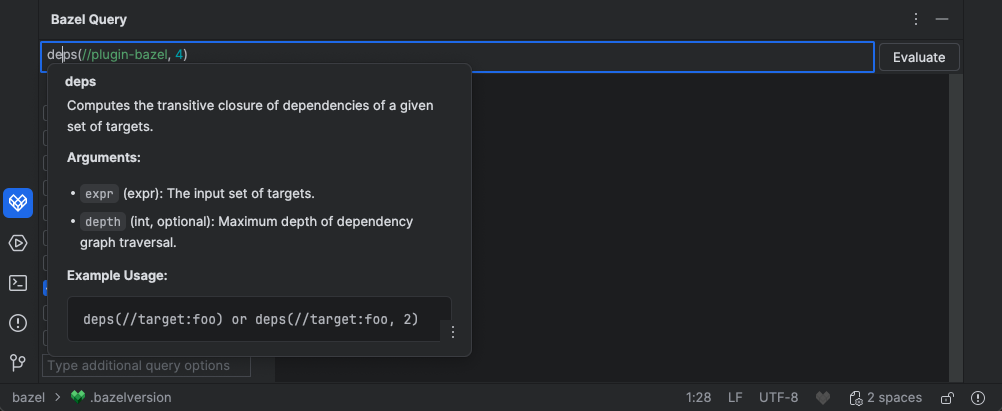 Bazel Query
deps(//plugin-bazel, 4)
Evaluate
deps
Computes the transitive closure of dependencies of a given
set of targets.
Arguments:
• expr (expr): The input set of targets.
• depth (int, optional): Maximum depth of dependency
graph traversal.
Example Usage:
deps(//target:foo) or deps(//target:foo, 2)
Type additional query options
bazel > .bazelversion
1:28 LF UTF-8 2 spaces